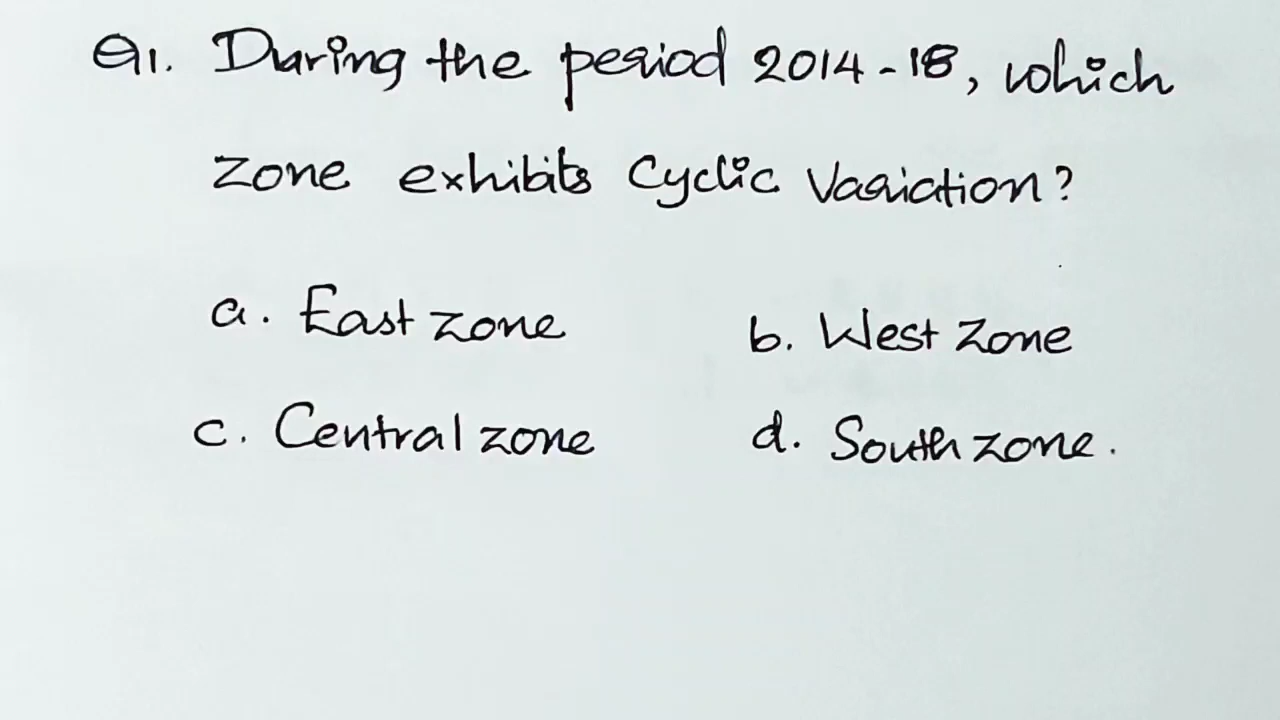 Q1. During the period 2014-18, which
zone exhibits Cyclic Variation?
a. East zone
b. West Zone
c. Central zone
d. South zone.